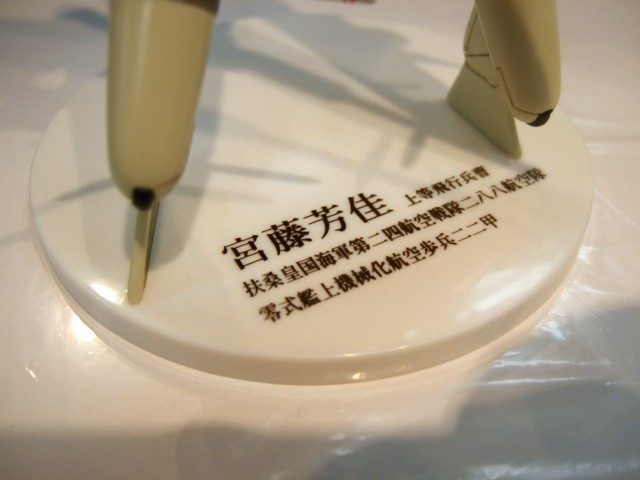 宮藤芳佳 上等飛行兵曹
扶桑皇国海軍第二四航空戦隊二八八航空隊
零式艦上機械化航空歩兵二二甲